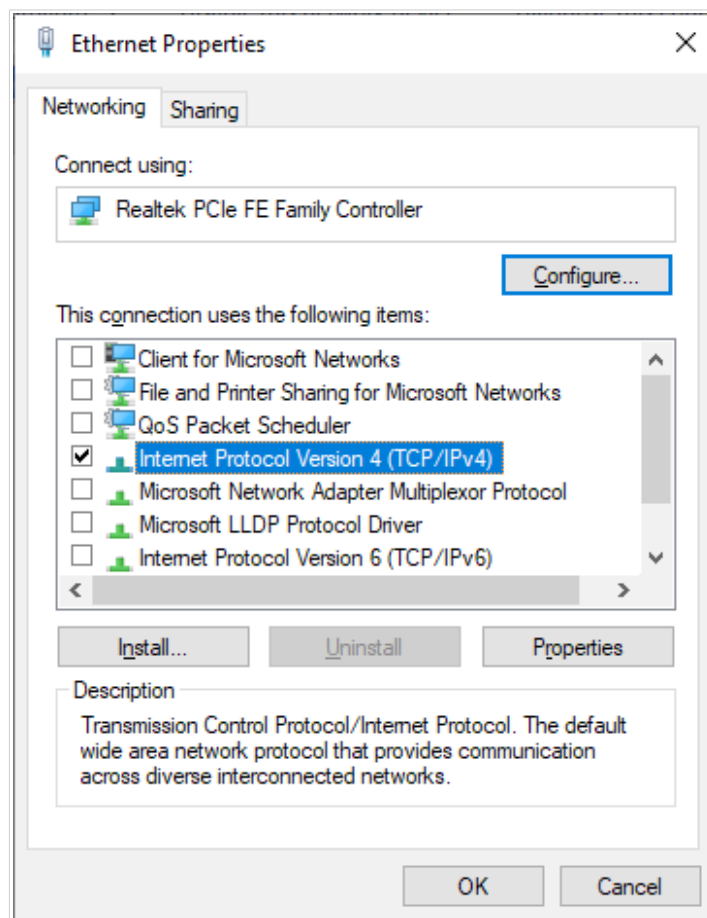 Ethernet Properties
Networking
Sharing
Connect using:
Realtek PCIe FE Family Controller
Configure...
This connection uses the following items:
Client for Microsoft Networks
File and Printer Sharing for Microsoft Networks
QoS Packet Scheduler
Internet Protocol Version 4 (TCP/IPv4)
Microsoft Network Adapter Multiplexor Protocol
Microsoft LLDP Protocol Driver
Internet Protocol Version 6 (TCP/IPv6)
Install...
Uninstall
Properties
Description
Transmission Control Protocol/Internet Protocol. The default
wide area network protocol that provides communication
across diverse interconnected networks.
OK
Cancel